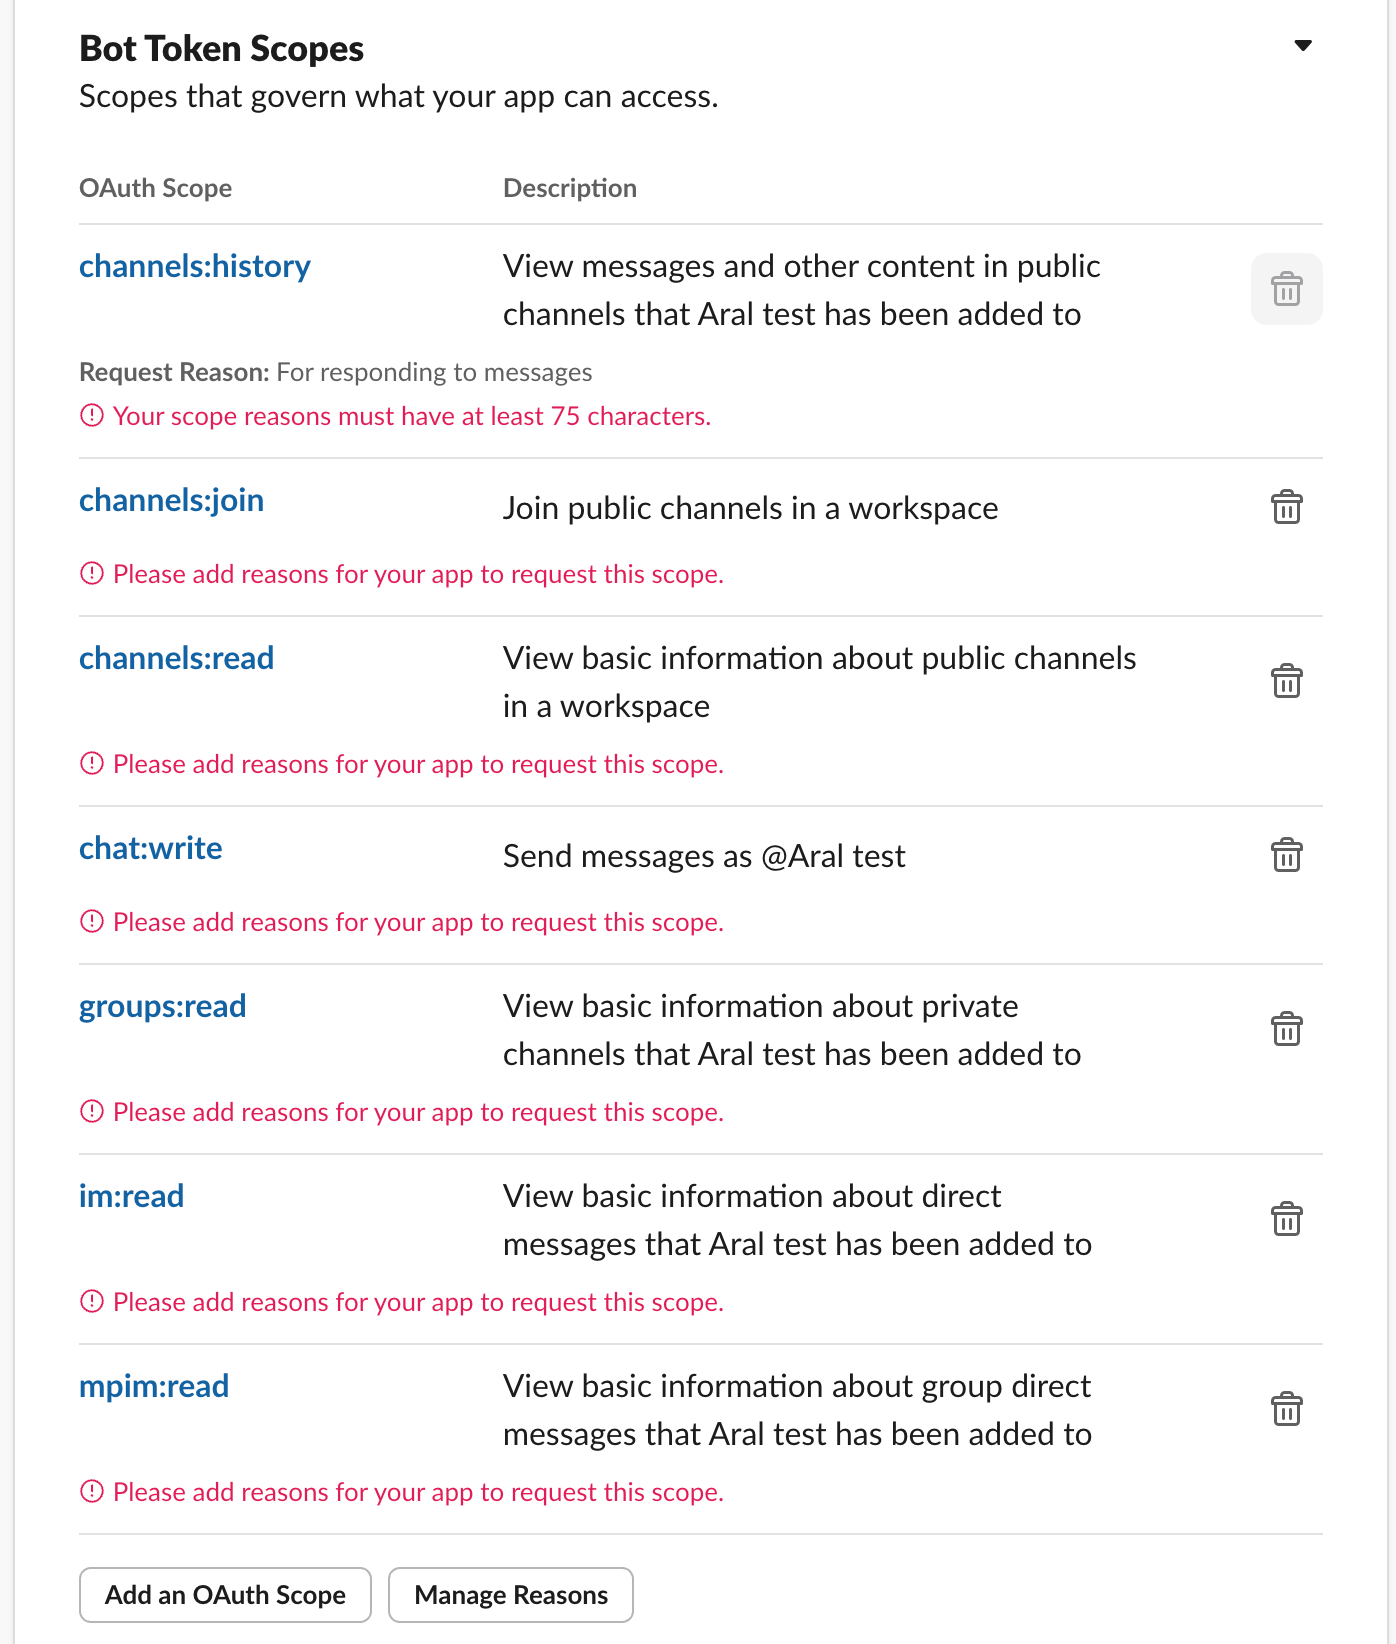 Bot Token Scopes
Scopes that govern what your app can access.
OAuth Scope Description
channels:history View messages and other content in public
channels that Aral test has been added to
Request Reason: For responding to messages
Your scope reasons must have at least 75 characters.
channels:join Join public channels in a workspace
Please add reasons for your app to request this scope.
channels:read View basic information about public channels
in a workspace
Please add reasons for your app to request this scope.
chat:write Send messages as @Aral test
Please add reasons for your app to request this scope.
groups:read View basic information about private
channels that Aral test has been added to
Please add reasons for your app to request this scope.
im:read View basic information about direct
messages that Aral test has been added to
Please add reasons for your app to request this scope.
mpim:read View basic information about group direct
messages that Aral test has been added to
Please add reasons for your app to request this scope.
Add an OAuth Scope Manage Reasons